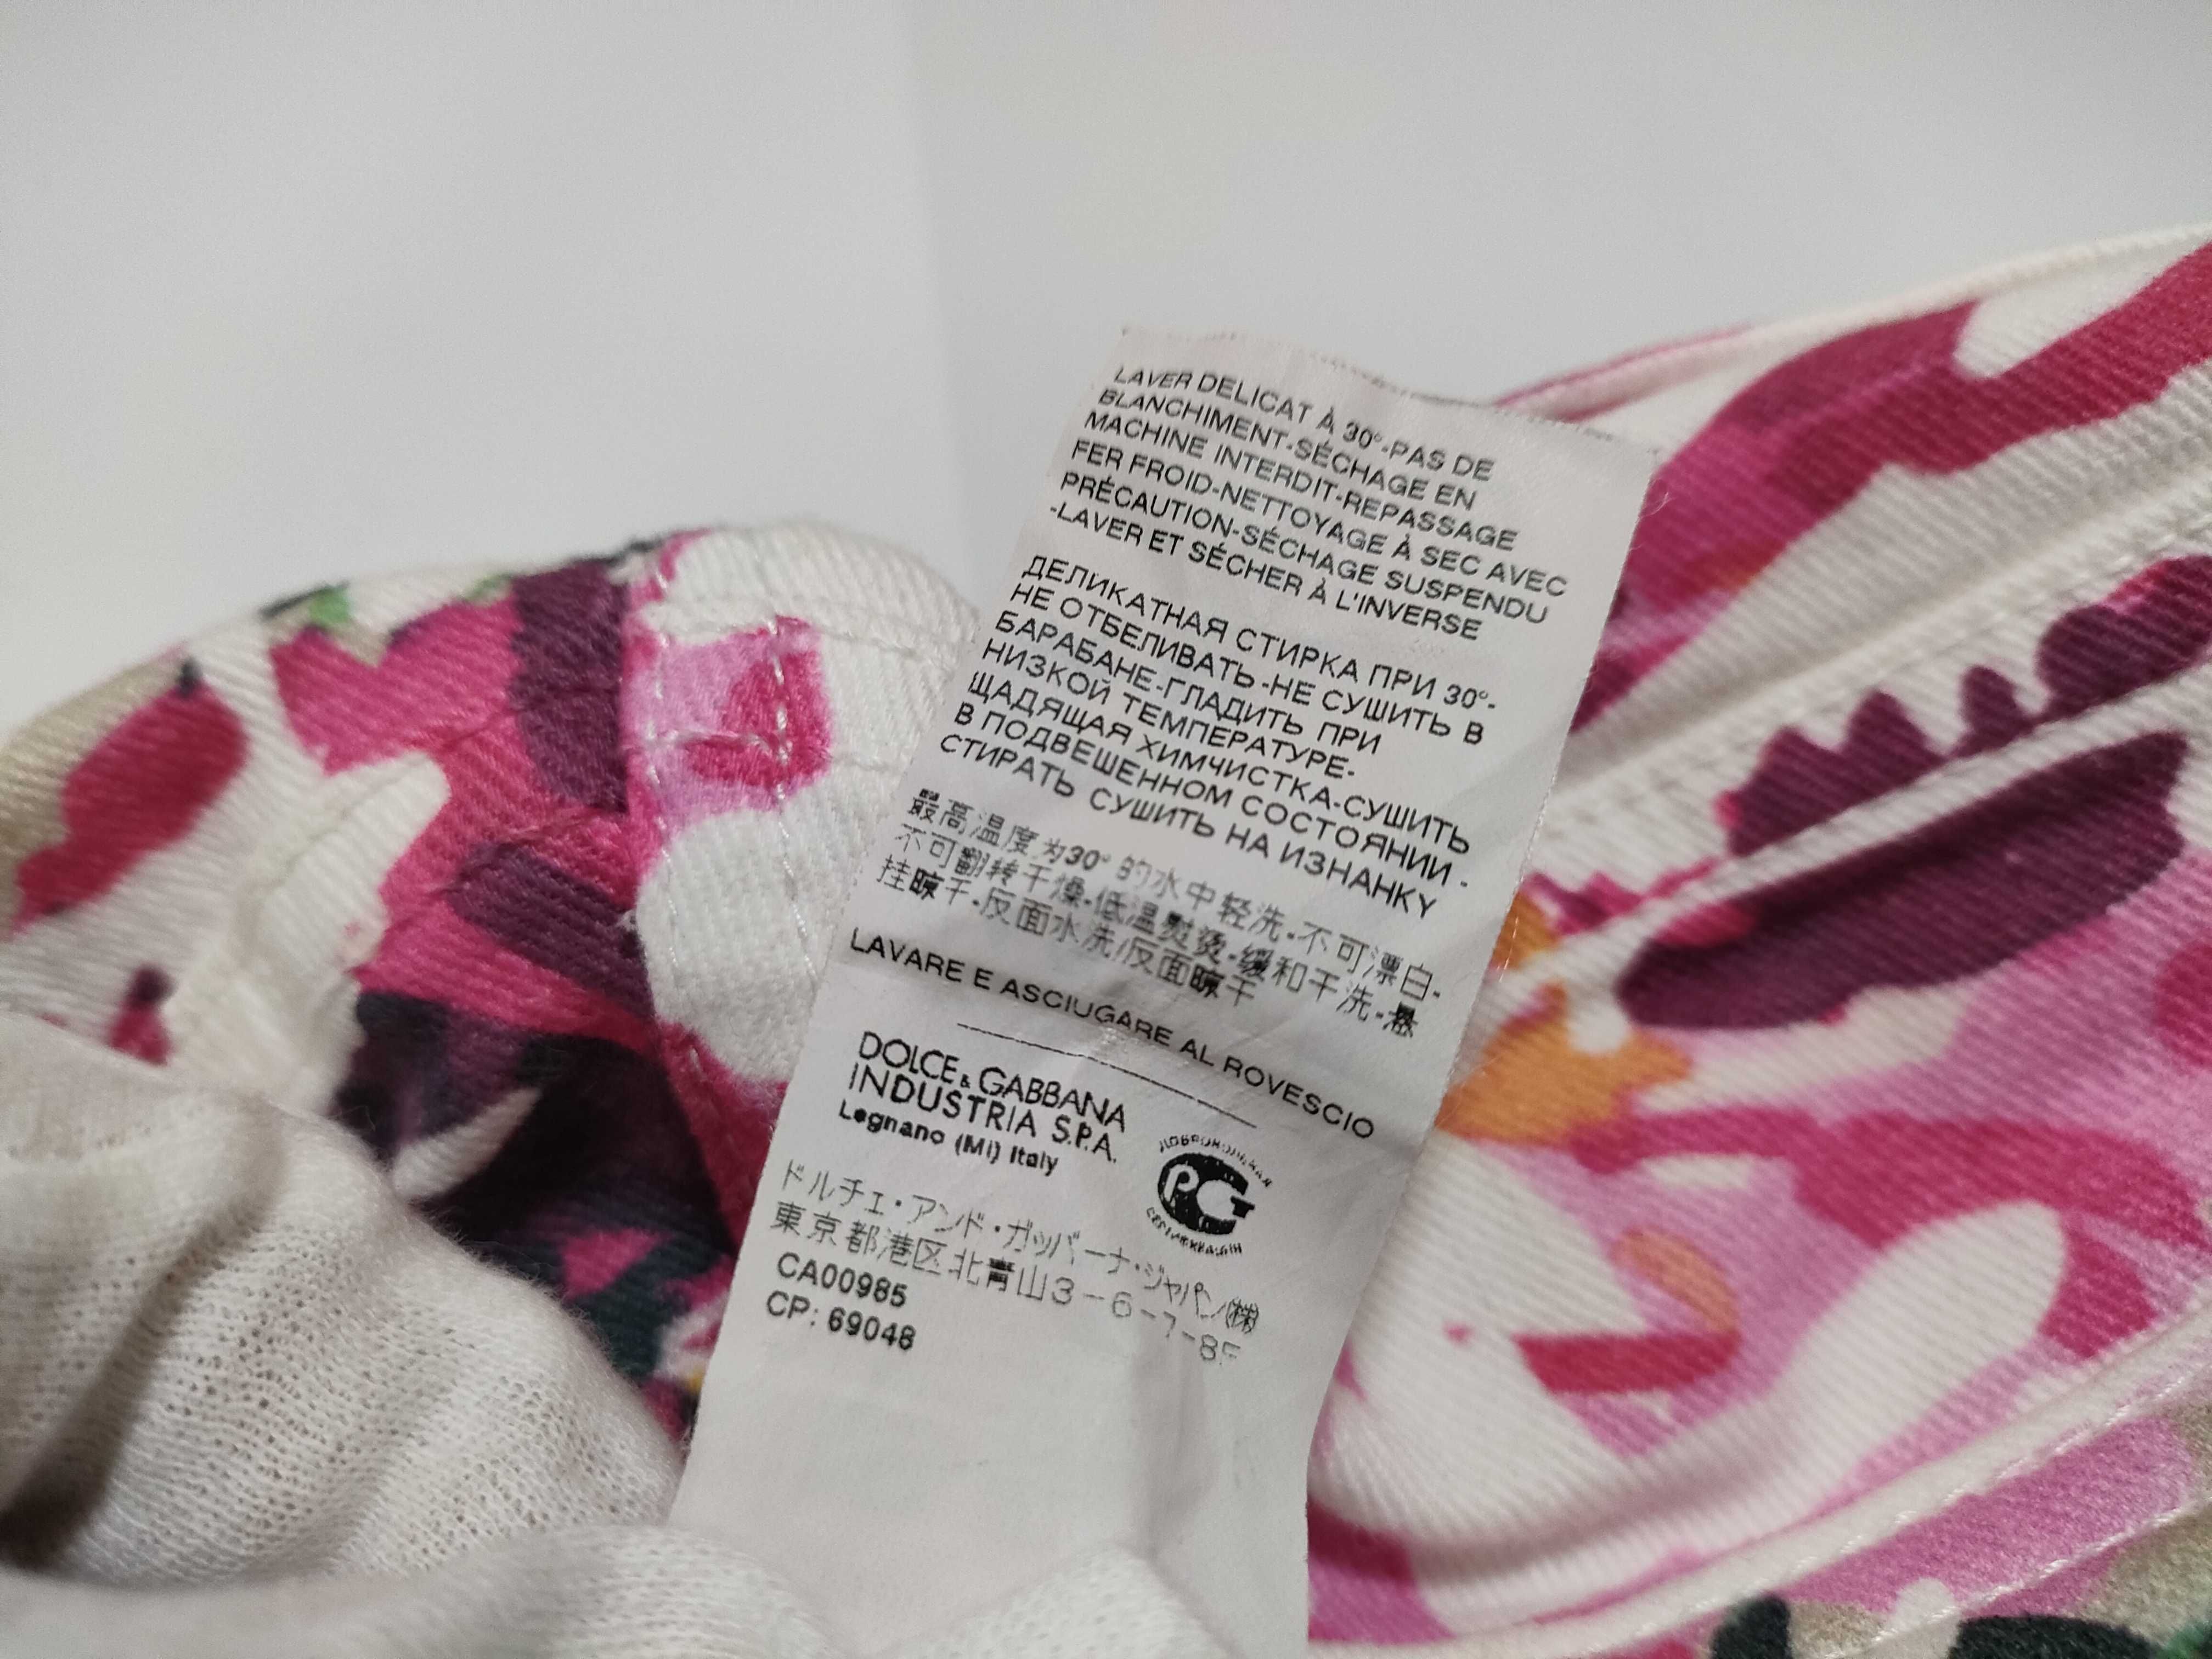 LAVER DELICAT À 30°-PAS DE
BLANCHIMENT-SÉCHAGE EN
MACHINE INTERDIT-REPASSAGE
FER FROID-NETTOYAGE À SEC AVEC
PRÉCAUTION-SÉCHAGE SUSPENDU
-LAVER ET SÉCHER À L'INVERSE
ДЕЛИКАТНАЯ СТИРКА ПРИ 30°-
НЕ ОТБЕЛИВАТЬ-НЕ СУШИТЬ В
БАРАБАНЕ-ГЛАДИТЬ ПРИ
НИЗКОЙ ТЕМПЕРАТУРЕ-
ЩАДЯЩАЯ ХИМЧИСТКА-СУШИТЬ
В ПОДВЕШЕННОМ СОСТОЯНИИ -
СТИРАТЬ СУШИТЬ НА ИЗНАНКУ
最高温度为30° 的水中轻洗-不可漂白-
不可翻转干燥-低温熨烫-缓和干洗-悬
挂晾干-反面水洗/反面晾干
LAVARE E ASCIUGARE AL ROVESCIO
DOLCE & GABBANA
INDUSTRIA S.P.A.
Legnano (MI) Italy
ДОБРОВОЛЬНАЯ
РСТ
СЕРТИФИКАЦИЯ
ドルチェ・アンド・ガッバーナ・ジャパン㈱
東京都港区北青山3-6-7-8F
CA00985
CP: 69048